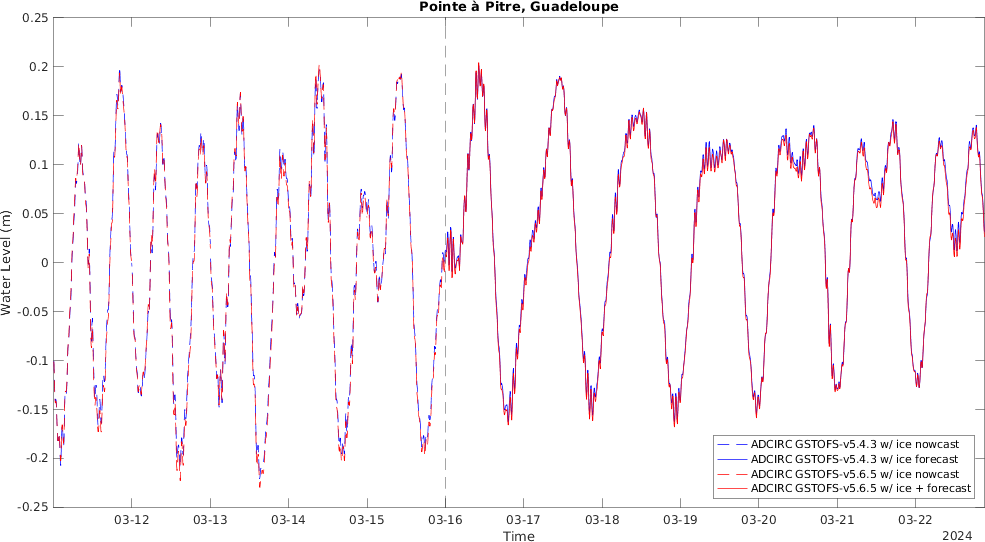 Pointe à Pitre, Guadeloupe
0.25
0.2
0.15
0.1
0.05
0
-0.05
-0.1
-0.15
-0.2
-0.25
Water Level (m)
ADCIRC GSTOFS-v5.4.3 w/ ice nowcast
ADCIRC GSTOFS-v5.4.3 w/ ice forecast
ADCIRC GSTOFS-v5.6.5 w/ ice nowcast
ADCIRC GSTOFS-v5.6.5 w/ ice + forecast
03-12 03-13 03-14 03-15 03-16 03-17 03-18 03-19 03-20 03-21 03-22
Time
2024